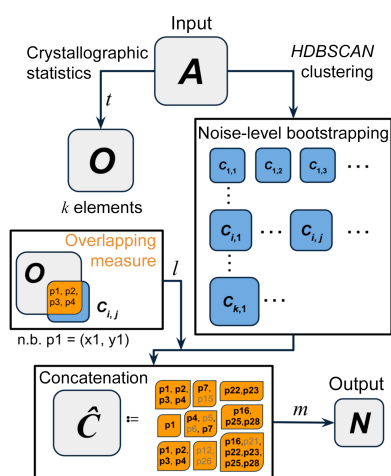 Input
Crystallographic
statistics
A
HDBSCAN
clustering
t
O
k elements
Noise-level bootstrapping
C1,1 C1,2 C1,3 ...
Ci,1 ... Ci,j ...
Ck,1 ...
Overlapping
measure
O
p1, p2,
p3, p4
Ci,j
l
n.b. p1 = (x1, y1)
Concatenation
Ĉ :=
p1, p2,
p3, p4
p7,
p15
p22,p23
p1
p4, p5,
p6, p7
p16,
p25,p28
p1, p2,
p3, p4
p12,
p26
p16,p21,
p22,p23,
p25,p28
m
Output
N